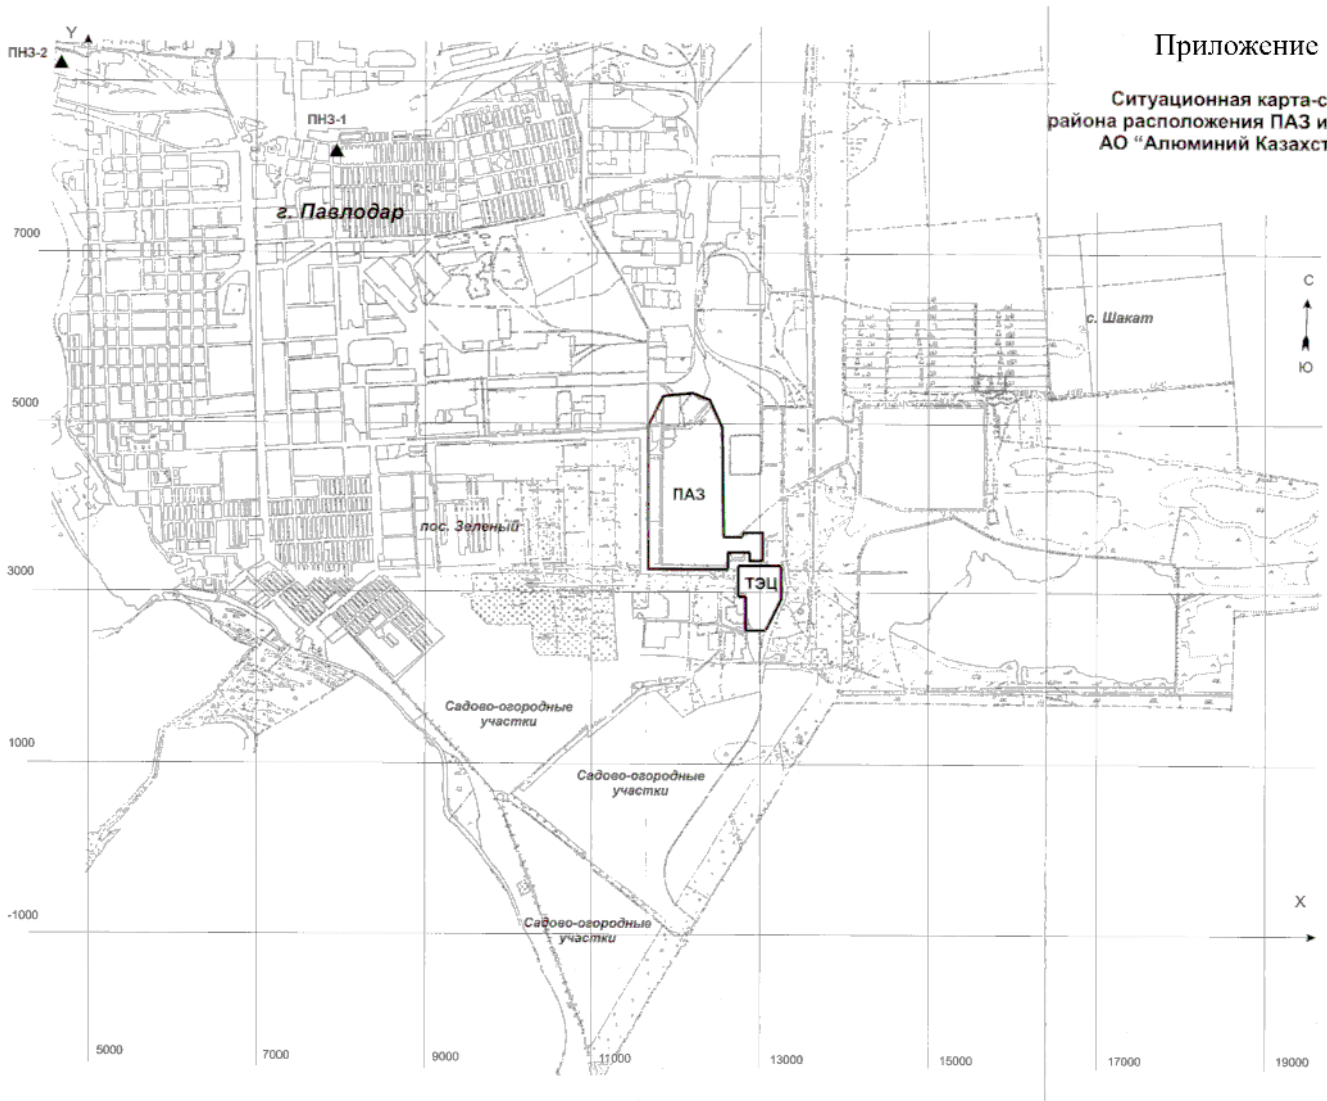 Приложение
Ситуационная карта-с
района расположения ПАЗ и
АО “Алюминий Казахст
Y
ПНЗ-2
ПНЗ-1
г. Павлодар
7000
С
с. Шакат
Ю
5000
ПАЗ
пос. Зеленый
3000
ТЭЦ
Садово-огородные
участки
1000
Садово-огородные
участки
-1000
X
Садово-огородные
участки
5000
7000
9000
11000
13000
15000
17000
19000